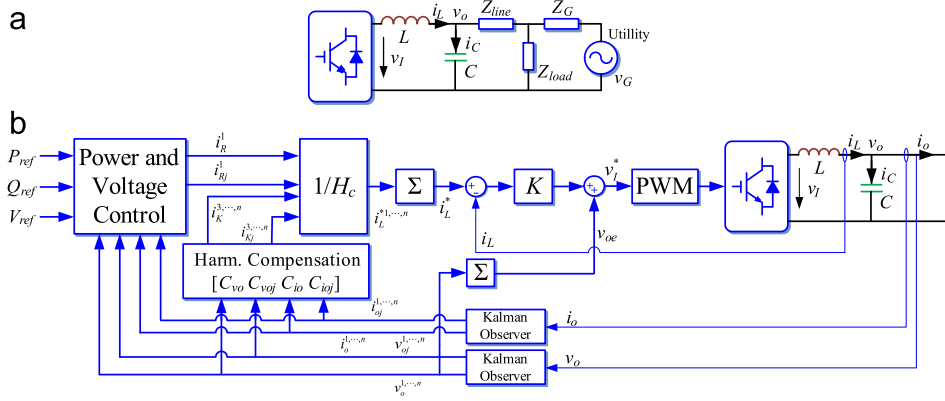 a
L
i_L
v_o
Z_line
Z_G
Utillity
i_C
v_I
C
Z_load
v_G
b
P_ref
Q_ref
V_ref
Power and
Voltage
Control
i_R^1
i_Rj^1
i_K^{3,···,n}
i_Kj^{3,···,n}
1/H_c
i_L^{*1,···,n}
Σ
i_L^*
+
−
K
++
v_I^*
PWM
v_I
L
i_L
v_o
i_o
i_C
C
i_L
v_oe
Harm. Compensation
[C_vo C_voj C_io C_ioj]
Σ
i_oj^{1,···,n}
i_o^{1,···,n}
Kalman
Observer
i_o
v_oj^{1,···,n}
v_o^{1,···,n}
Kalman
Observer
v_o